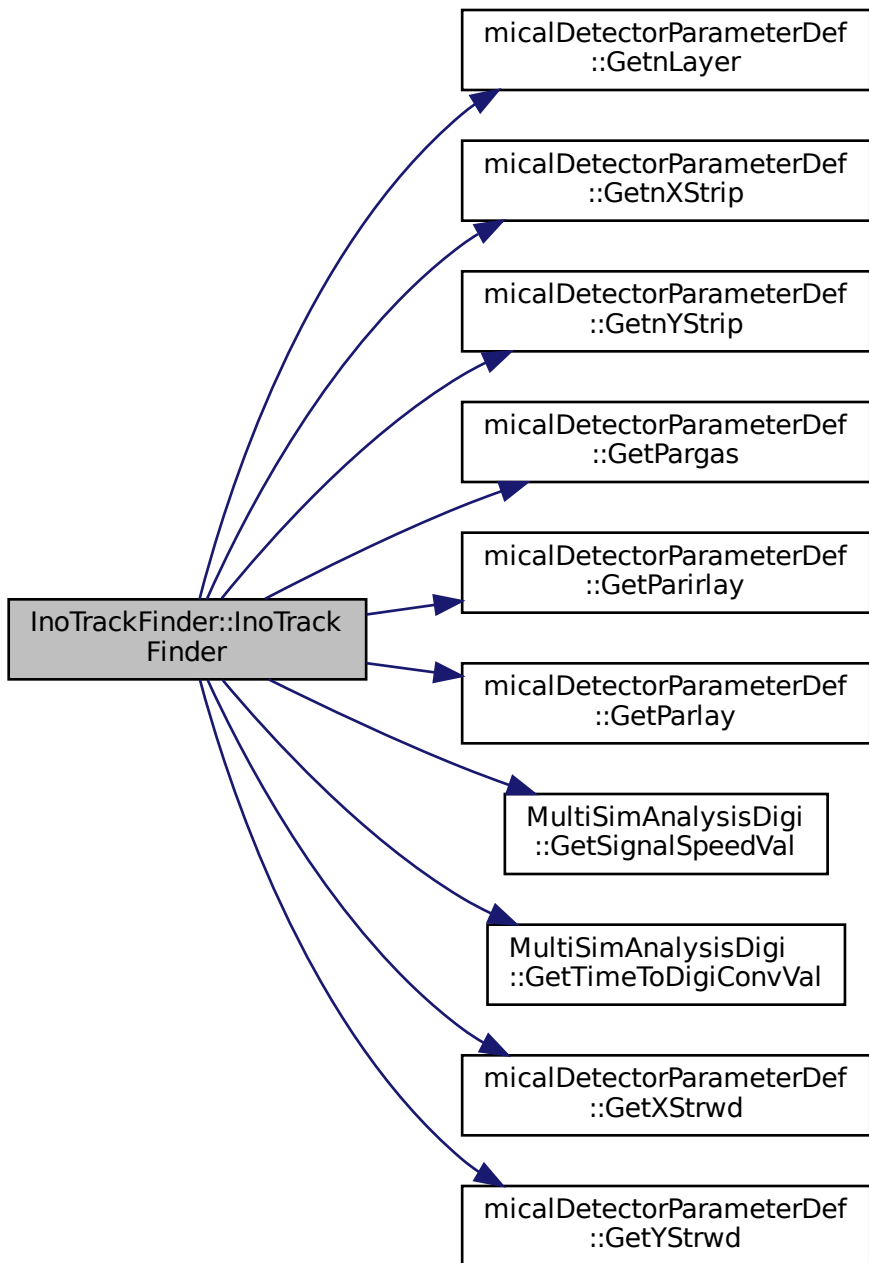 micalDetectorParameterDef
::GetnLayer
micalDetectorParameterDef
::GetnXStrip
micalDetectorParameterDef
::GetnYStrip
micalDetectorParameterDef
::GetPargas
micalDetectorParameterDef
::GetParirlay
InoTrackFinder::InoTrack
Finder
micalDetectorParameterDef
::GetParlay
MultiSimAnalysisDigi
::GetSignalSpeedVal
MultiSimAnalysisDigi
::GetTimeToDigiConvVal
micalDetectorParameterDef
::GetXStrwd
micalDetectorParameterDef
::GetYStrwd